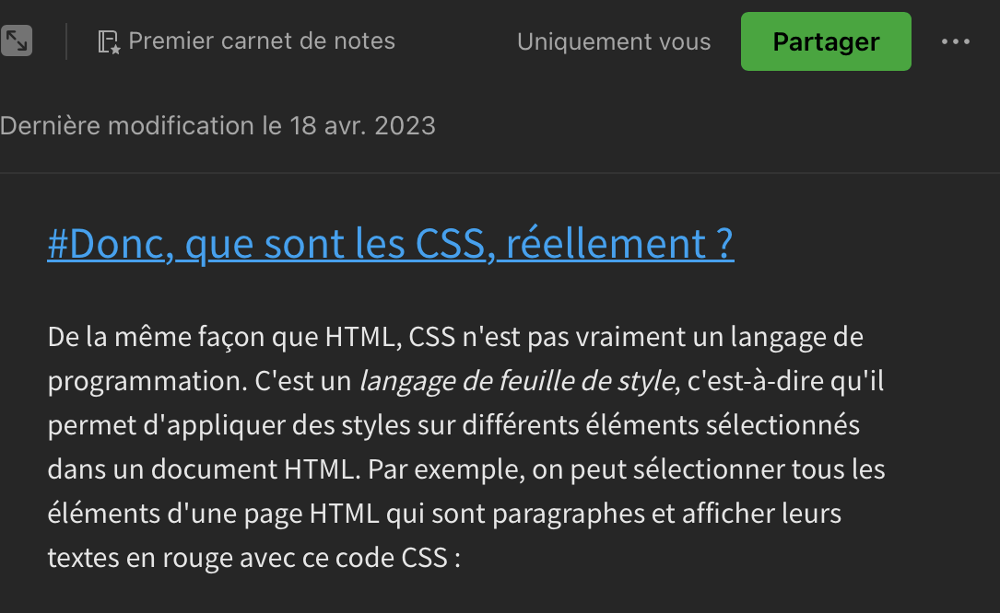 Premier carnet de notes
Uniquement vous
Partager
Dernière modification le 18 avr. 2023
#Donc, que sont les CSS, réellement ?
De la même façon que HTML, CSS n'est pas vraiment un langage de
programmation. C'est un langage de feuille de style, c'est-à-dire qu'il
permet d'appliquer des styles sur différents éléments sélectionnés
dans un document HTML. Par exemple, on peut sélectionner tous les
éléments d'une page HTML qui sont paragraphes et afficher leurs
textes en rouge avec ce code CSS :